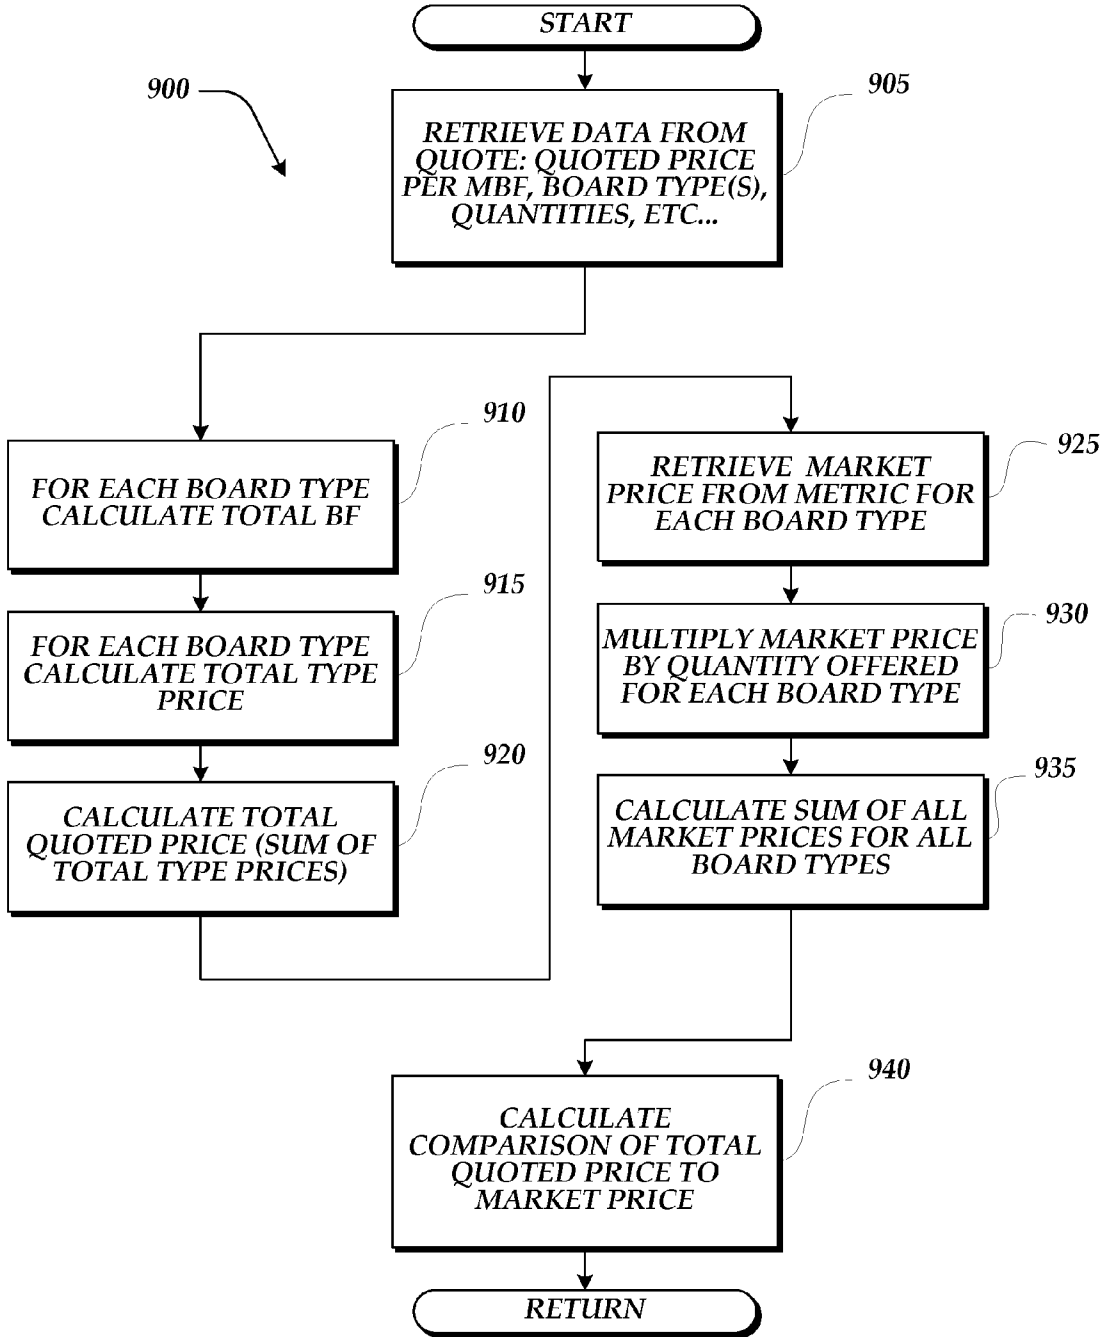 START
900
905
RETRIEVE DATA FROM
QUOTE: QUOTED PRICE
PER MBF, BOARD TYPE(S),
QUANTITIES, ETC...
910
FOR EACH BOARD TYPE
CALCULATE TOTAL BF
915
FOR EACH BOARD TYPE
CALCULATE TOTAL TYPE
PRICE
920
CALCULATE TOTAL
QUOTED PRICE (SUM OF
TOTAL TYPE PRICES)
925
RETRIEVE MARKET
PRICE FROM METRIC FOR
EACH BOARD TYPE
930
MULTIPLY MARKET PRICE
BY QUANTITY OFFERED
FOR EACH BOARD TYPE
935
CALCULATE SUM OF ALL
MARKET PRICES FOR ALL
BOARD TYPES
940
CALCULATE
COMPARISON OF TOTAL
QUOTED PRICE TO
MARKET PRICE
RETURN